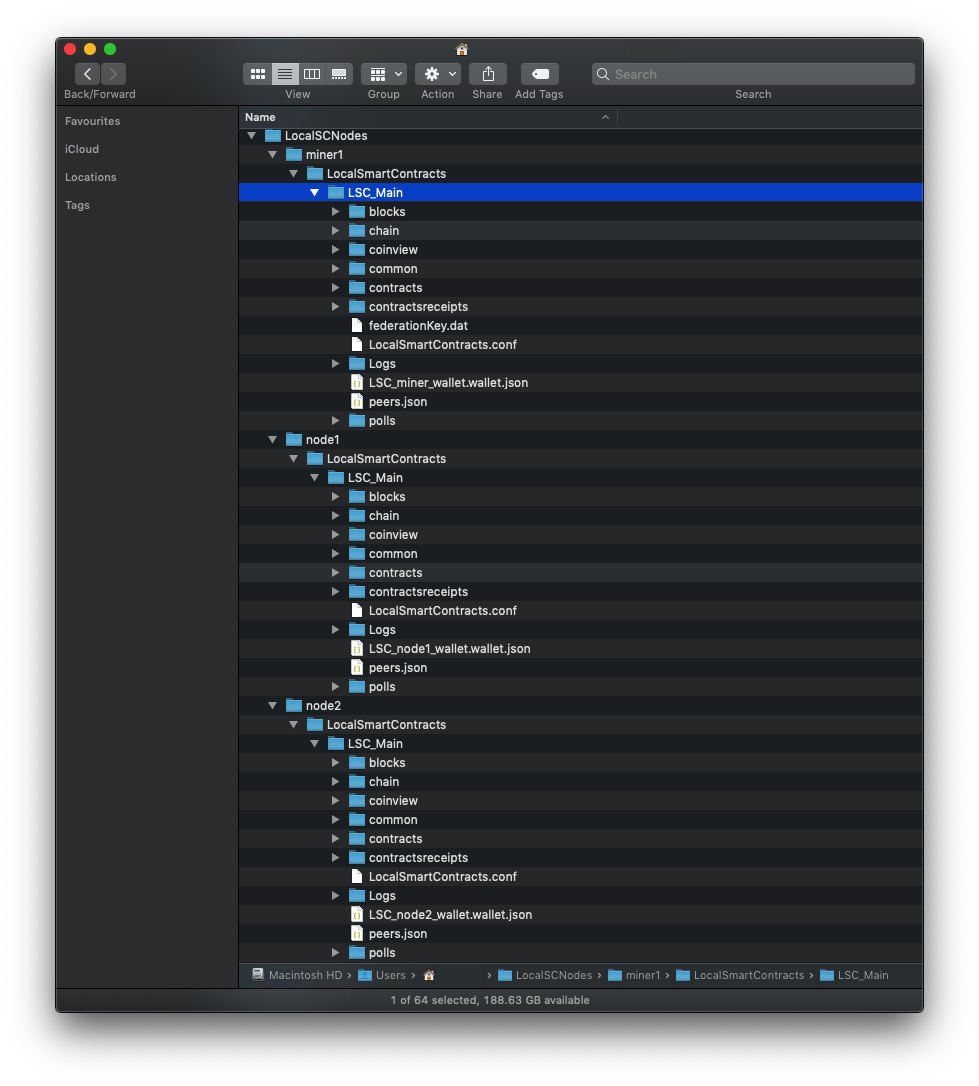 Back/Forward View Group Action Share Add Tags Search
Search
Favourites
iCloud
Locations
Tags
Name
LocalSCNodes
miner1
LocalSmartContracts
LSC_Main
blocks
chain
coinview
common
contracts
contractsreceipts
federationKey.dat
LocalSmartContracts.conf
Logs
LSC_miner_wallet.wallet.json
peers.json
polls
node1
LocalSmartContracts
LSC_Main
blocks
chain
coinview
common
contracts
contractsreceipts
LocalSmartContracts.conf
Logs
LSC_node1_wallet.wallet.json
peers.json
polls
node2
LocalSmartContracts
LSC_Main
blocks
chain
coinview
common
contracts
contractsreceipts
LocalSmartContracts.conf
Logs
LSC_node2_wallet.wallet.json
peers.json
polls
Macintosh HD › Users › › LocalSCNodes › miner1 › LocalSmartContracts › LSC_Main
1 of 64 selected, 188.63 GB available